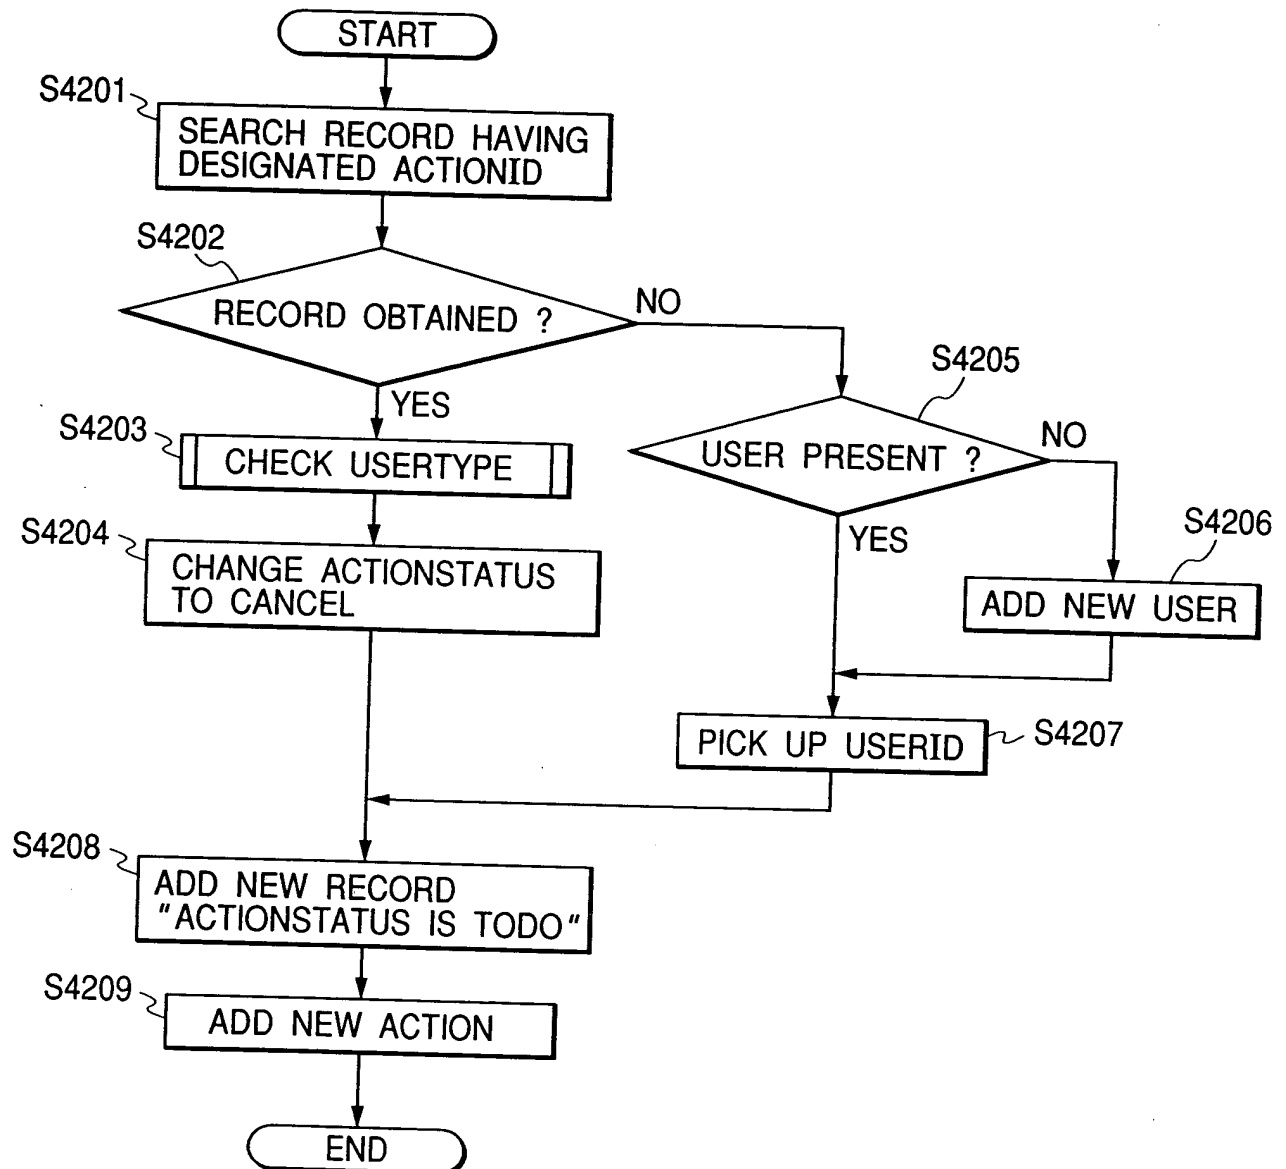 START
S4201
SEARCH RECORD HAVING
DESIGNATED ACTIONID
S4202
RECORD OBTAINED ?
NO
YES
S4205
USER PRESENT ?
NO
YES
S4203
CHECK USERTYPE
S4204
CHANGE ACTIONSTATUS
TO CANCEL
S4206
ADD NEW USER
PICK UP USERID
S4207
S4208
ADD NEW RECORD
"ACTIONSTATUS IS TODO"
S4209
ADD NEW ACTION
END